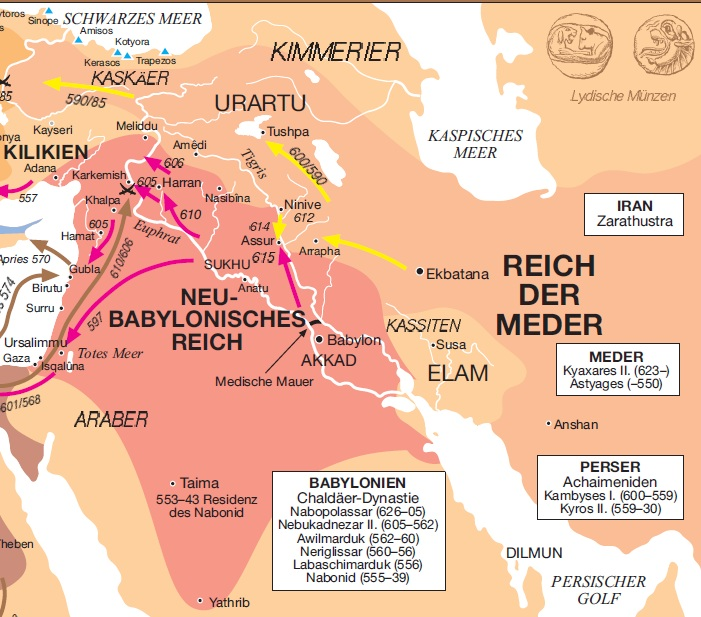 SCHWARZES MEER
Sinope
Amisos
Kotyora
Kerasos
Trapezos
KIMMERIER
KASKÄER
590/85
URARTU
Lydische Münzen
Kayseri
Meliddu
Tushpa
KASPISCHES
MEER
KILIKIEN
Adana
Amēdi
Tigris
600/590
606
Karkemish
605
Harran
557
Khalpa
Nasibīna
Ninive
612
IRAN
Zarathustra
610
605
Hamat
Euphrat
614
Assur
615
Arrapha
Apries 570
610/606
SUKHU
Gubla
Ekbatana
REICH
DER
MEDER
574
Birutu
Anatu
NEU-
BABYLONISCHES
REICH
Surru
597
KASSITEN
Susa
Ursalimmu
Totes Meer
Babylon
Gaza
Isqalûna
AKKAD
ELAM
Medische Mauer
MEDER
Kyaxares II. (623–)
Astyages (–550)
601/568
ARABER
Anshan
PERSER
Achaimeniden
Kambyses I. (600–559)
Kyros II. (559–30)
Taima
553–43 Residenz
des Nabonid
BABYLONIEN
Chaldäer-Dynastie
Nabopolassar (626–05)
Nebukadnezar II. (605–562)
Awilmarduk (562–60)
Neriglissar (560–56)
Labaschimarduk (556)
Nabonid (555–39)
DILMUN
PERSISCHER
GOLF
Yathrib